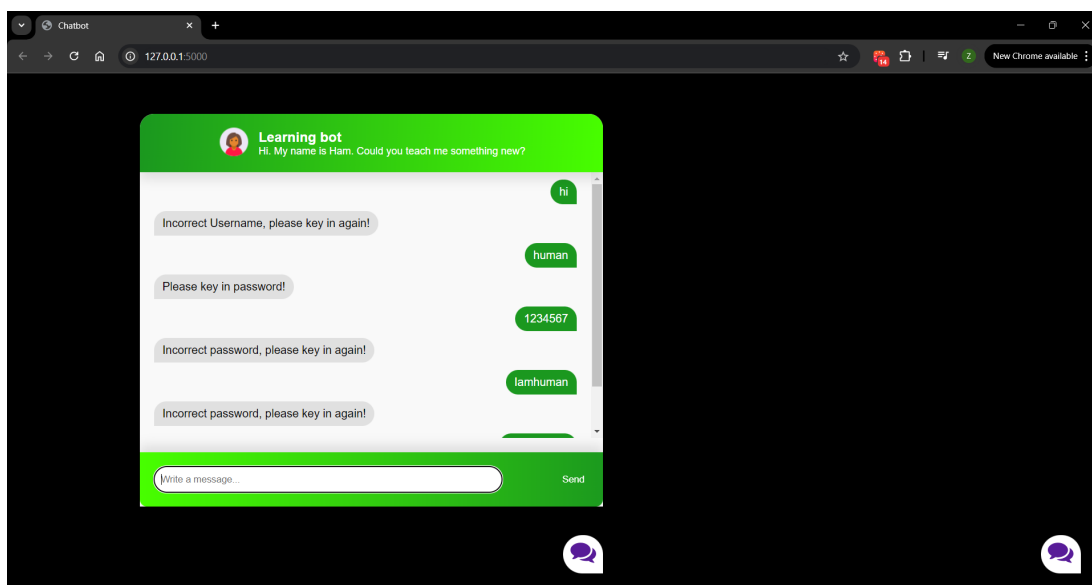 Chatbot
127.0.0.1:5000
14
Z
New Chrome available
Learning bot
Hi. My name is Ham. Could you teach me something new?
hi
Incorrect Username, please key in again!
human
Please key in password!
1234567
Incorrect password, please key in again!
Iamhuman
Incorrect password, please key in again!
Write a message...
Send